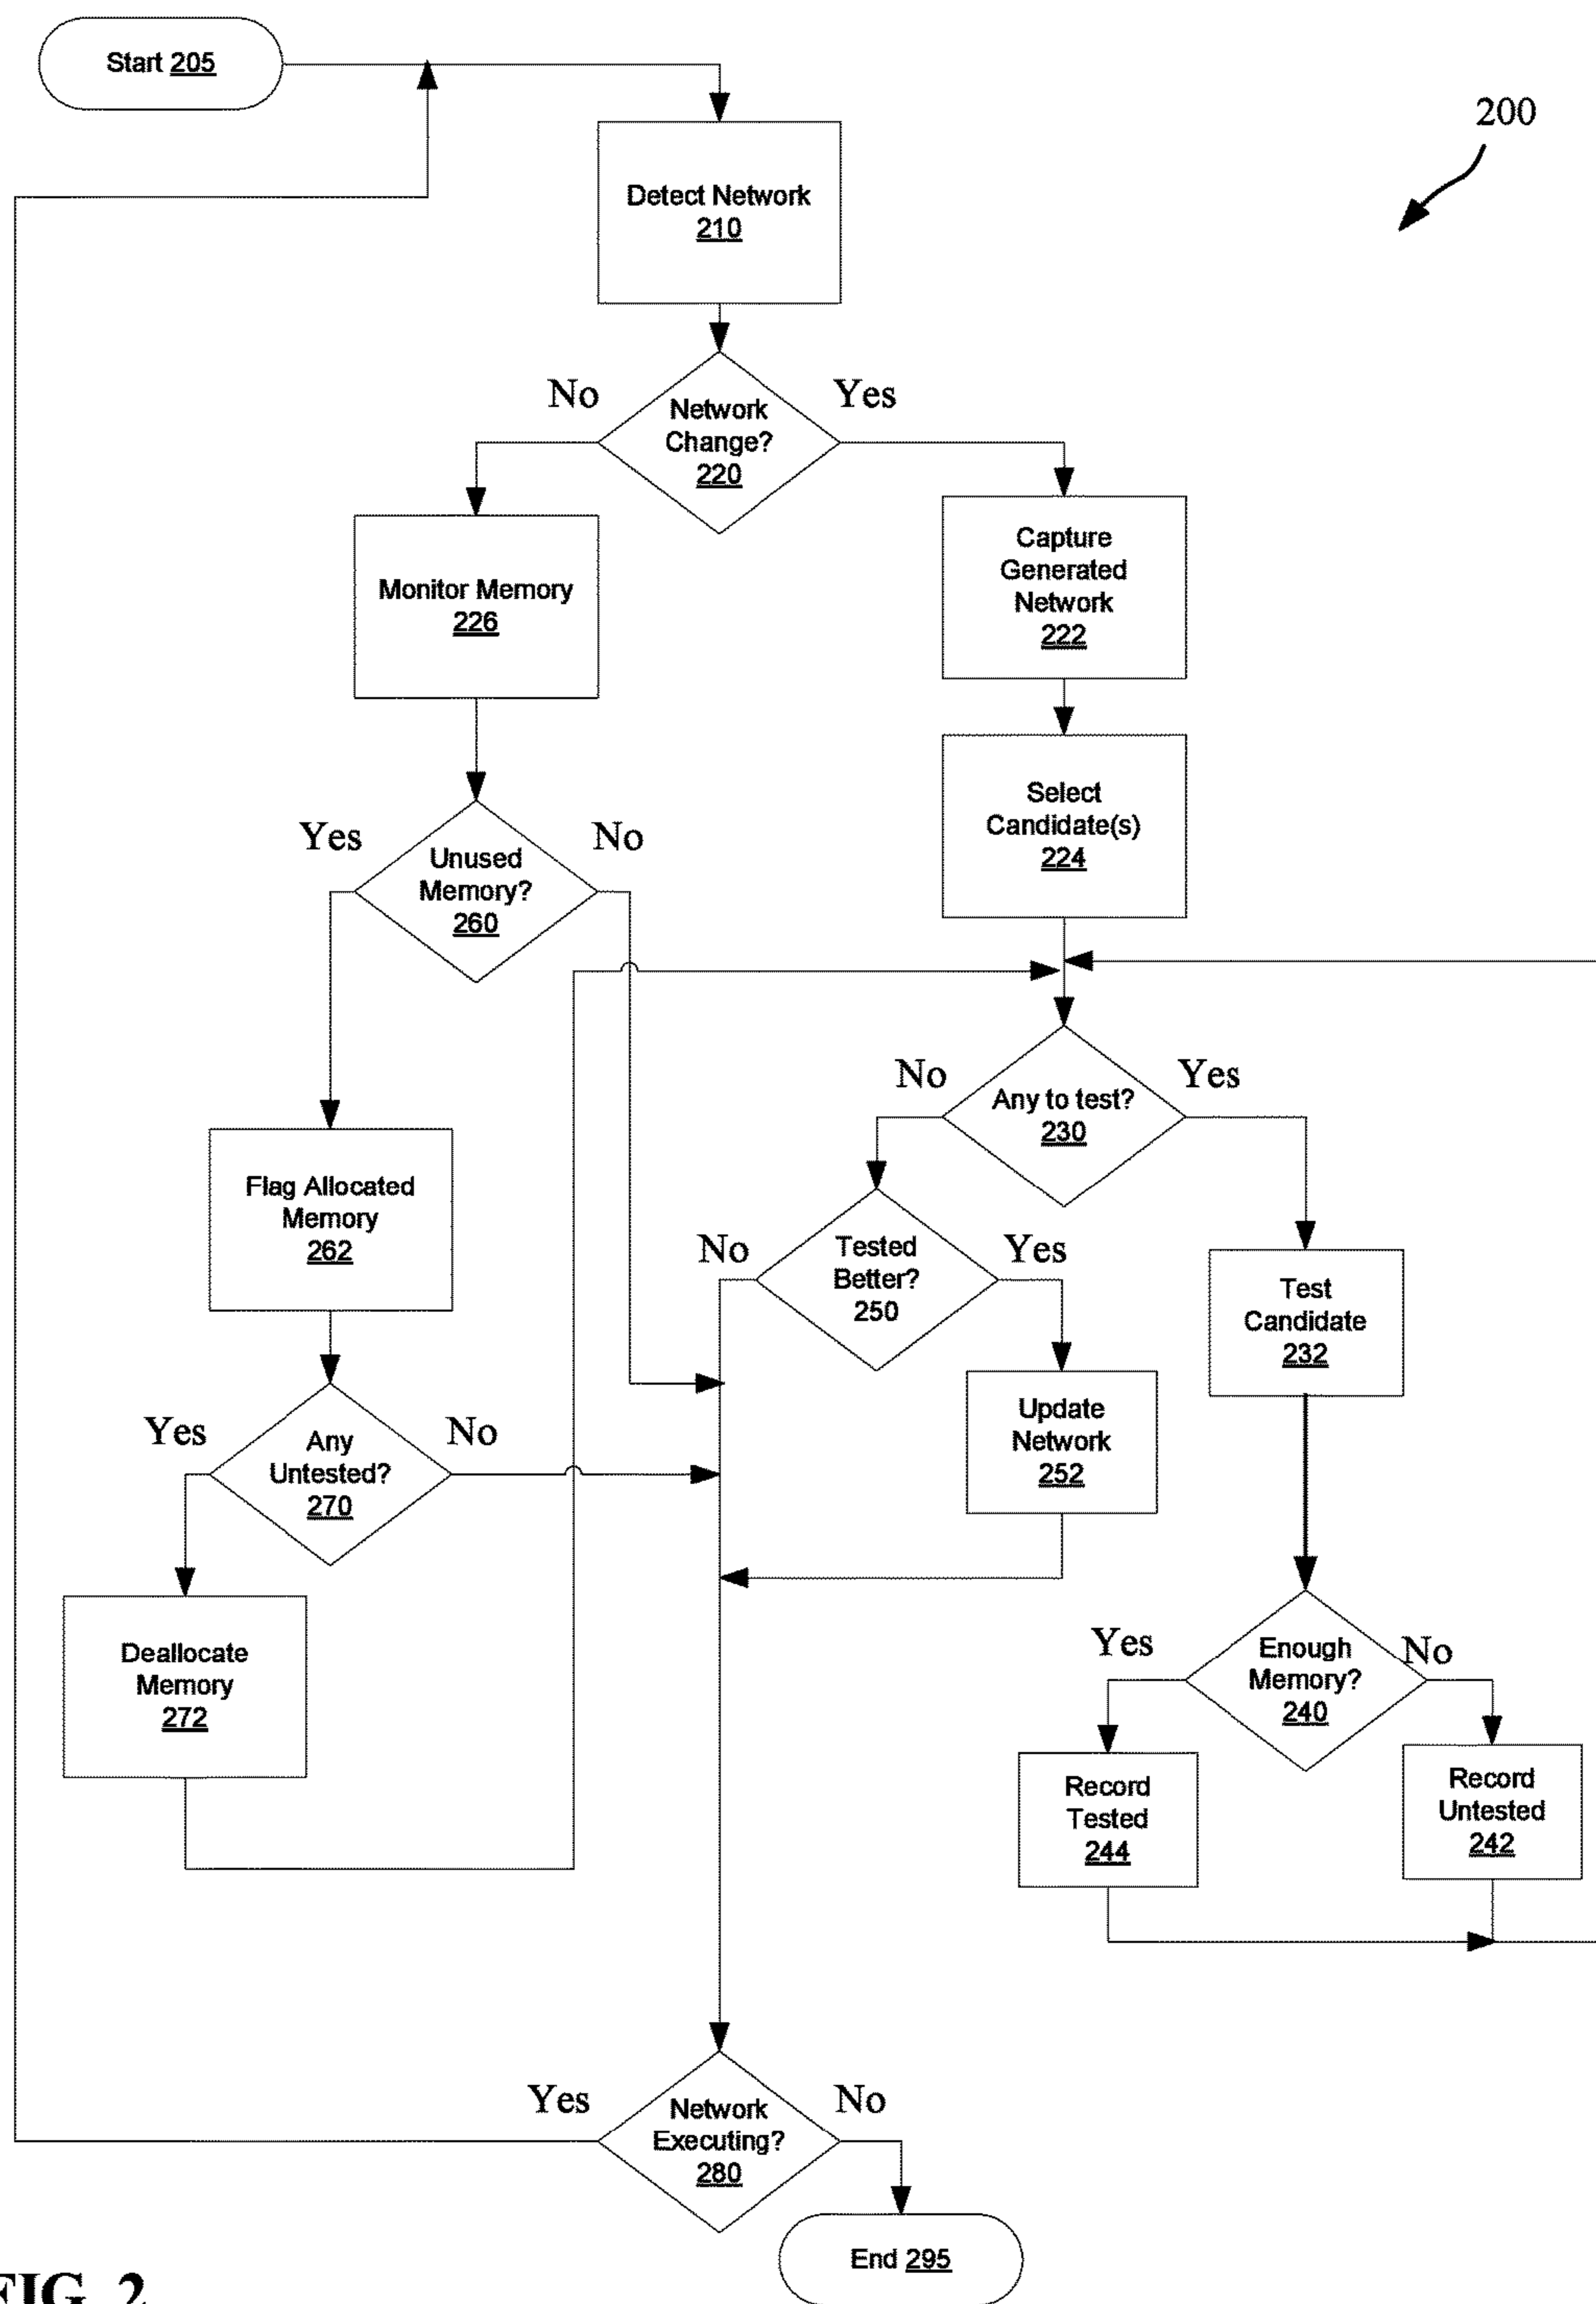 Start 205
200
Detect Network
210
No
Yes
Network
Change?
220
Capture
Generated
Network
222
Monitor Memory
226
Select
Candidate(s)
224
Yes
No
Unused
Memory?
260
No
Yes
Any to test?
230
Flag Allocated
Memory
262
No
Yes
Tested
Better?
250
Test
Candidate
232
Update
Network
252
Yes
No
Any
Untested?
270
Deallocate
Memory
272
Yes
No
Enough
Memory?
240
Record
Tested
244
Record
Untested
242
Yes
No
Network
Executing?
280
End 295
FIG. 2